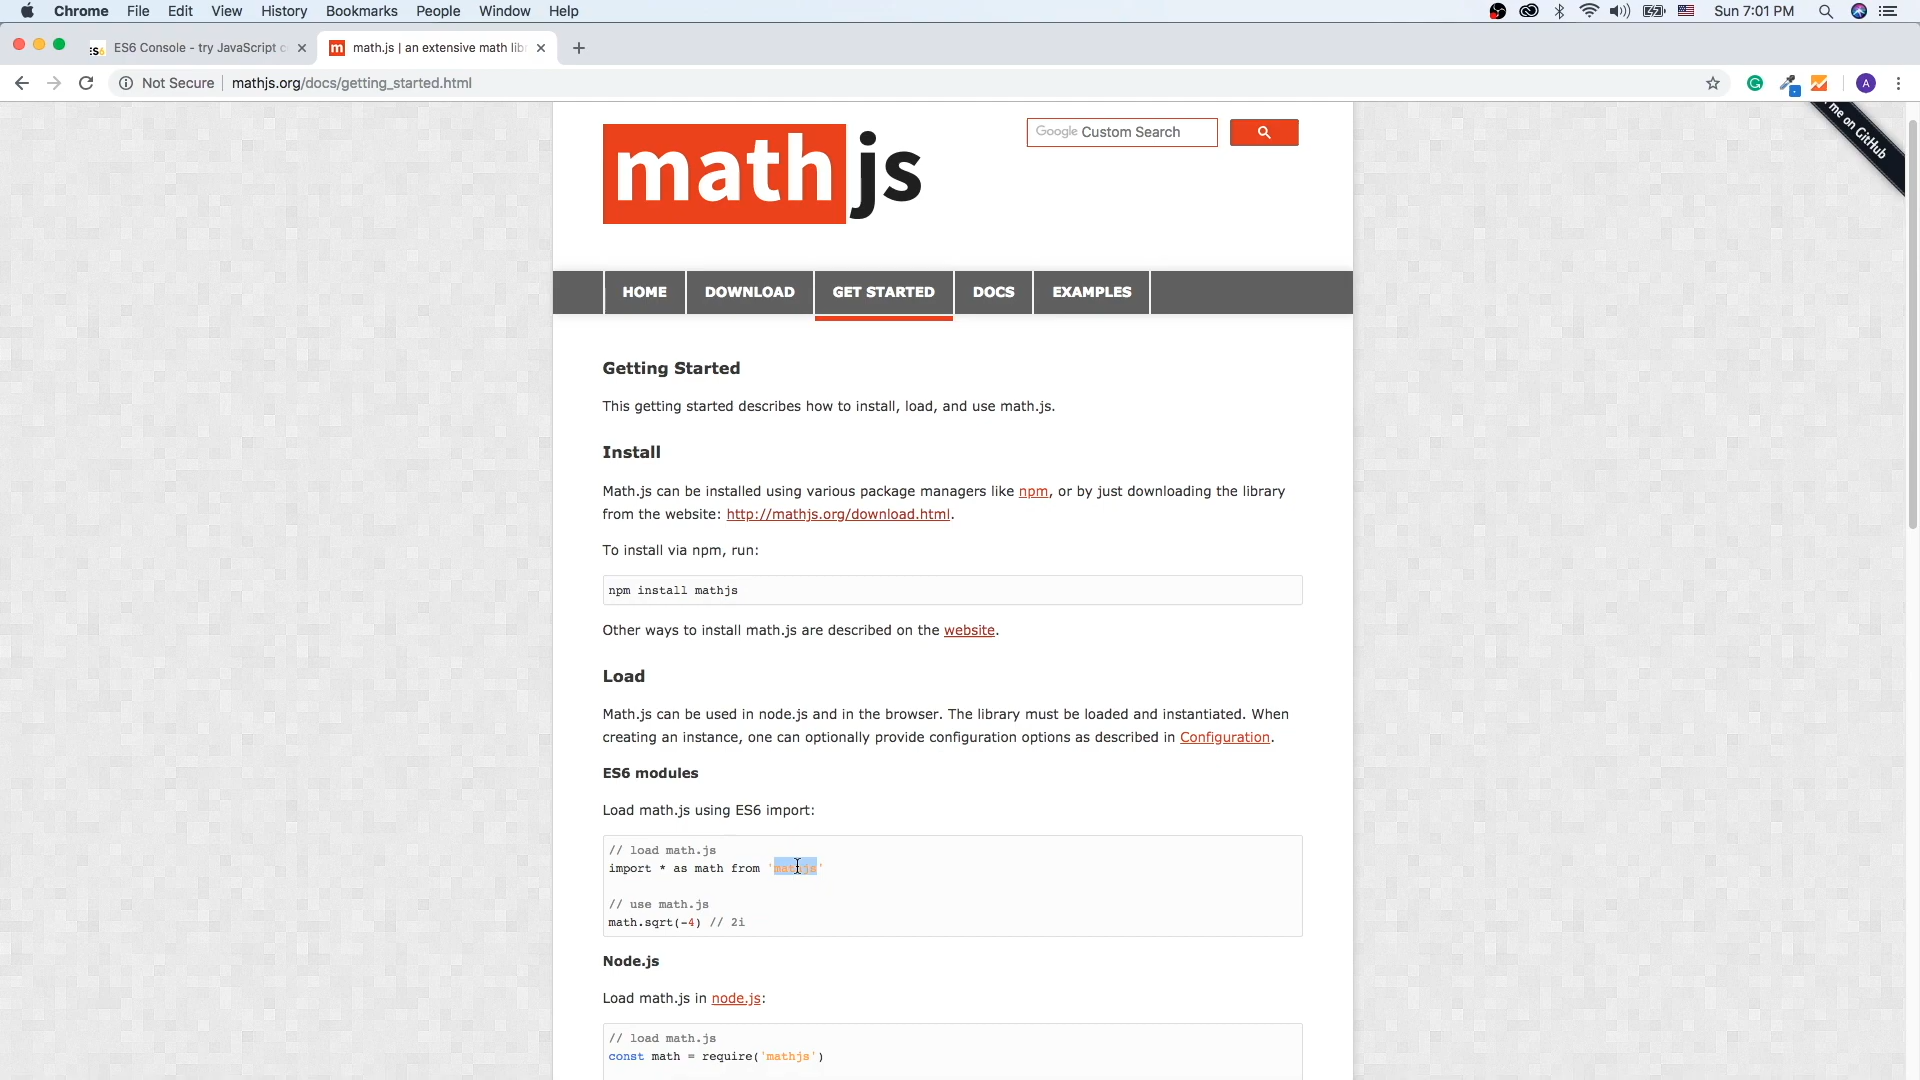 Chrome File Edit View History Bookmarks People Window Help Sun 7:01 PM
ES6 ES6 Console - try JavaScript m math.js | an extensive math lib
Not Secure mathjs.org/docs/getting_started.html A
mathjs
Google Custom Search
me on GitHub
HOME DOWNLOAD GET STARTED DOCS EXAMPLES
Getting Started
This getting started describes how to install, load, and use math.js.
Install
Math.js can be installed using various package managers like npm, or by just downloading the library
from the website: http://mathjs.org/download.html.
To install via npm, run:
npm install mathjs
Other ways to install math.js are described on the website.
Load
Math.js can be used in node.js and in the browser. The library must be loaded and instantiated. When
creating an instance, one can optionally provide configuration options as described in Configuration.
ES6 modules
Load math.js using ES6 import:
// load math.js
import * as math from 'mathjs'
// use math.js
math.sqrt(-4) // 2i
Node.js
Load math.js in node.js:
// load math.js
const math = require('mathjs')